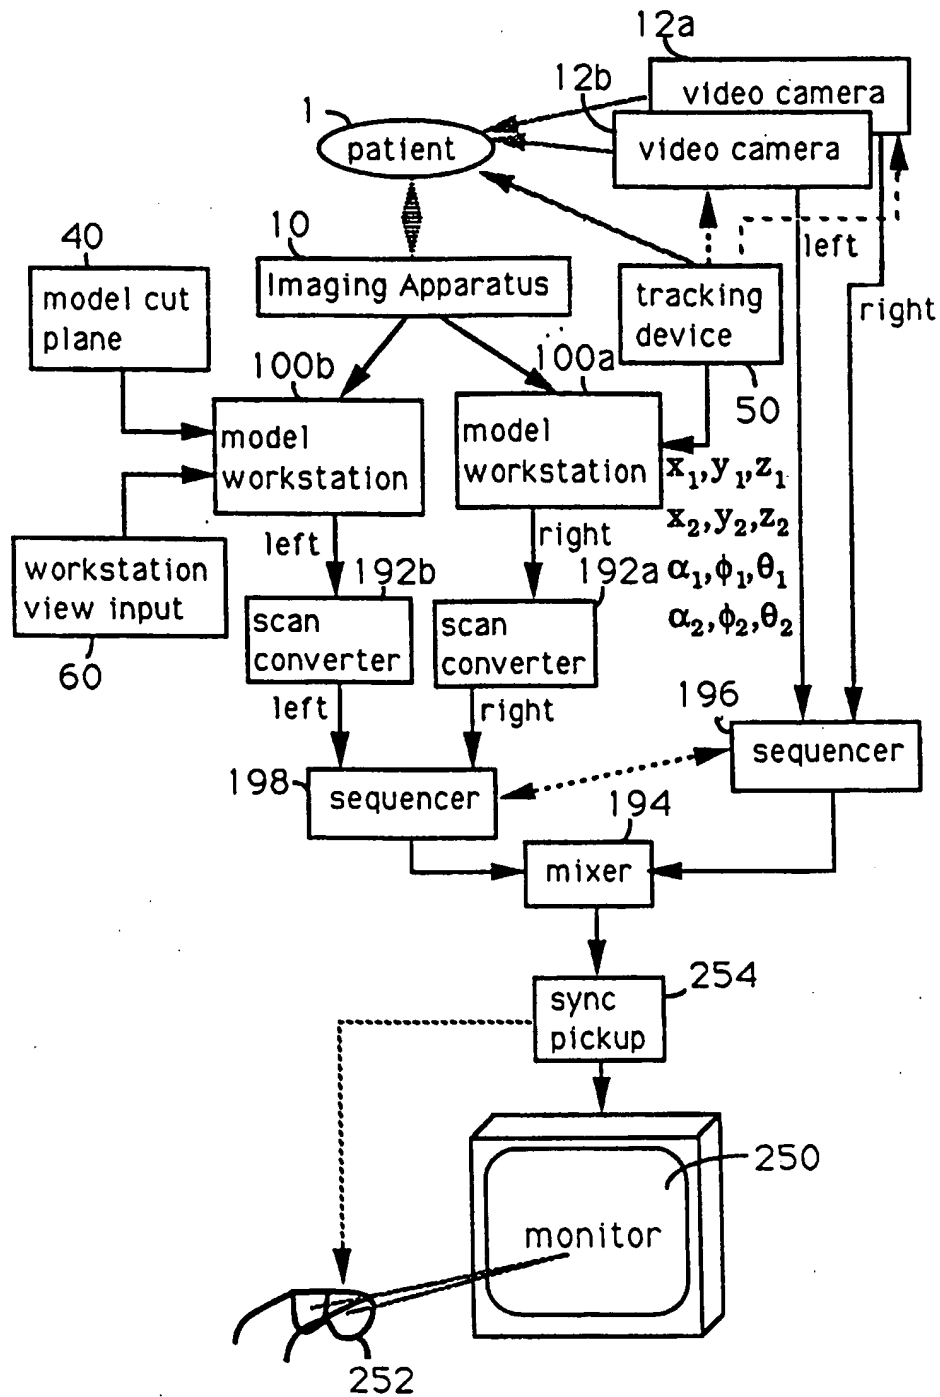 12a
video camera
12b
video camera
1
patient
left
right
40
model cut
plane
10
Imaging Apparatus
tracking
device
50
100b
model
workstation
100a
model
workstation
x₁,y₁,z₁
x₂,y₂,z₂
α₁,ϕ₁,θ₁
α₂,ϕ₂,θ₂
left
right
workstation
view input
60
192b
scan
converter
192a
scan
converter
left
right
196
sequencer
198
sequencer
194
mixer
254
sync
pickup
250
monitor
252